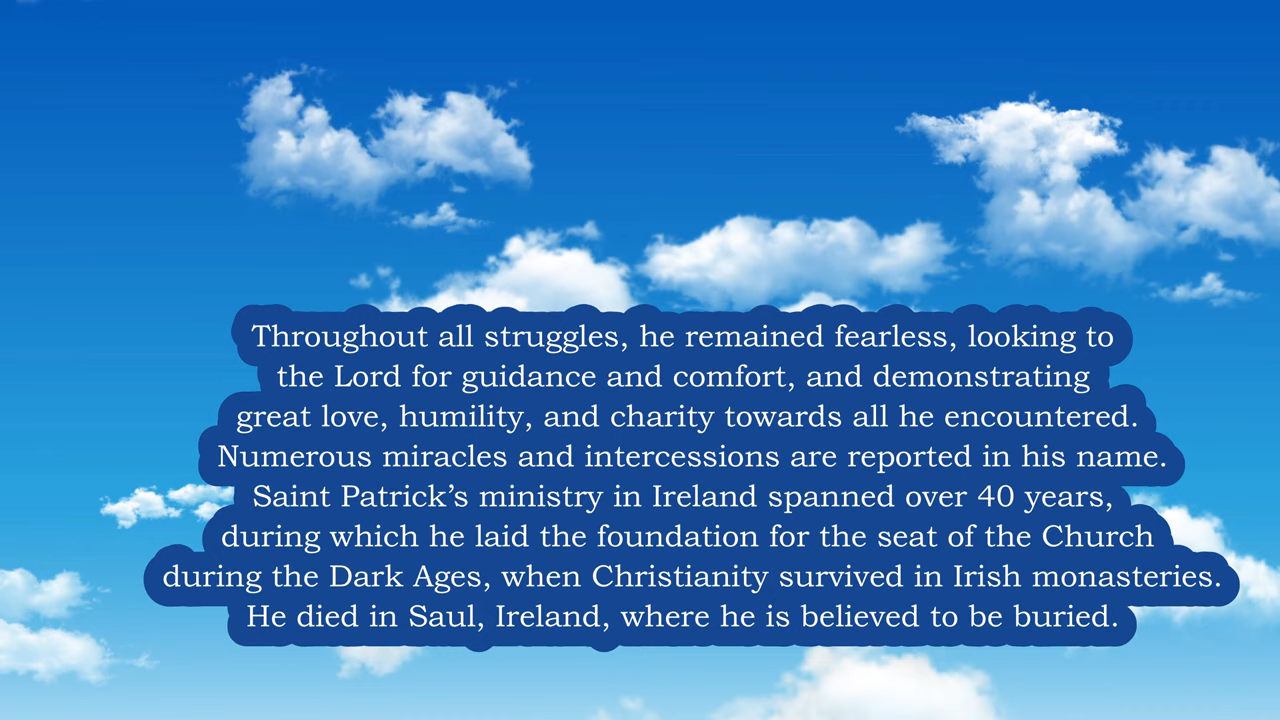 Throughout all struggles, he remained fearless, looking to
the Lord for guidance and comfort, and demonstrating
great love, humility, and charity towards all he encountered.
Numerous miracles and intercessions are reported in his name.
Saint Patrick’s ministry in Ireland spanned over 40 years,
during which he laid the foundation for the seat of the Church
during the Dark Ages, when Christianity survived in Irish monasteries.
He died in Saul, Ireland, where he is believed to be buried.